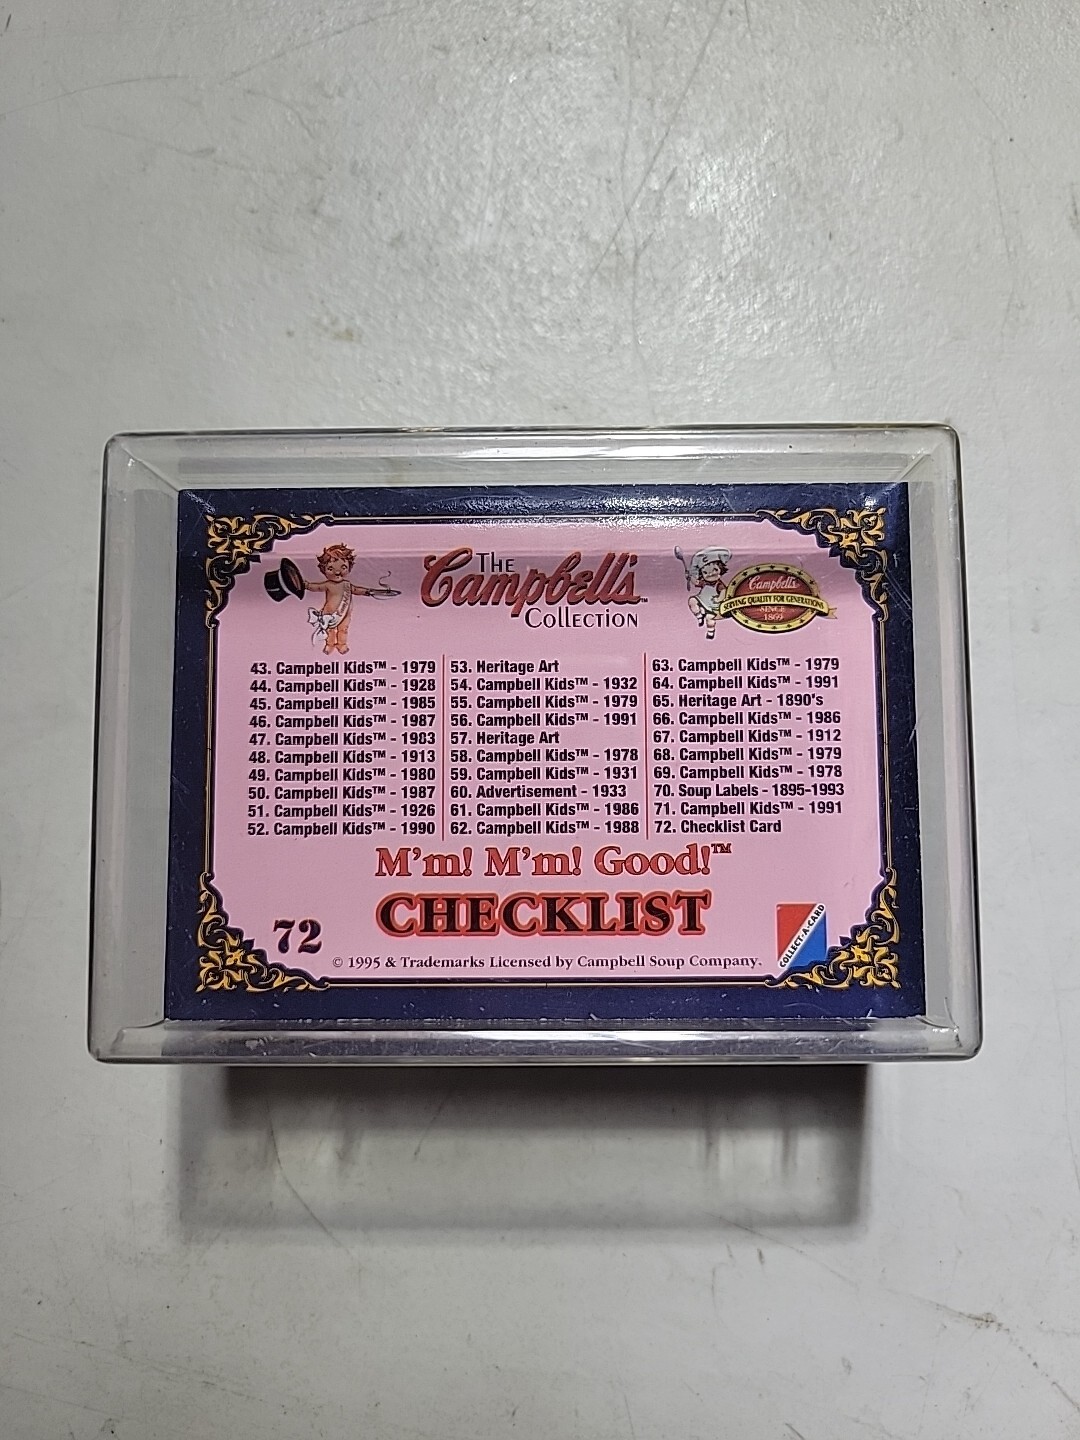 THE
Campbell's™
COLLECTION
Campbell's
SERVING QUALITY FOR GENERATIONS
SINCE
1869
43. Campbell Kids™ - 1979
44. Campbell Kids™ - 1928
45. Campbell Kids™ - 1985
46. Campbell Kids™ - 1987
47. Campbell Kids™ - 1983
48. Campbell Kids™ - 1913
49. Campbell Kids™ - 1980
50. Campbell Kids™ - 1987
51. Campbell Kids™ - 1926
52. Campbell Kids™ - 1990
53. Heritage Art
54. Campbell Kids™ - 1932
55. Campbell Kids™ - 1979
56. Campbell Kids™ - 1991
57. Heritage Art
58. Campbell Kids™ - 1978
59. Campbell Kids™ - 1931
60. Advertisement - 1933
61. Campbell Kids™ - 1986
62. Campbell Kids™ - 1988
63. Campbell Kids™ - 1979
64. Campbell Kids™ - 1991
65. Heritage Art - 1890's
66. Campbell Kids™ - 1986
67. Campbell Kids™ - 1912
68. Campbell Kids™ - 1979
69. Campbell Kids™ - 1978
70. Soup Labels - 1895-1993
71. Campbell Kids™ - 1991
72. Checklist Card
M'm! M'm! Good!™
CHECKLIST
72
COLLECT-A-CARD
© 1995 & Trademarks Licensed by Campbell Soup Company.